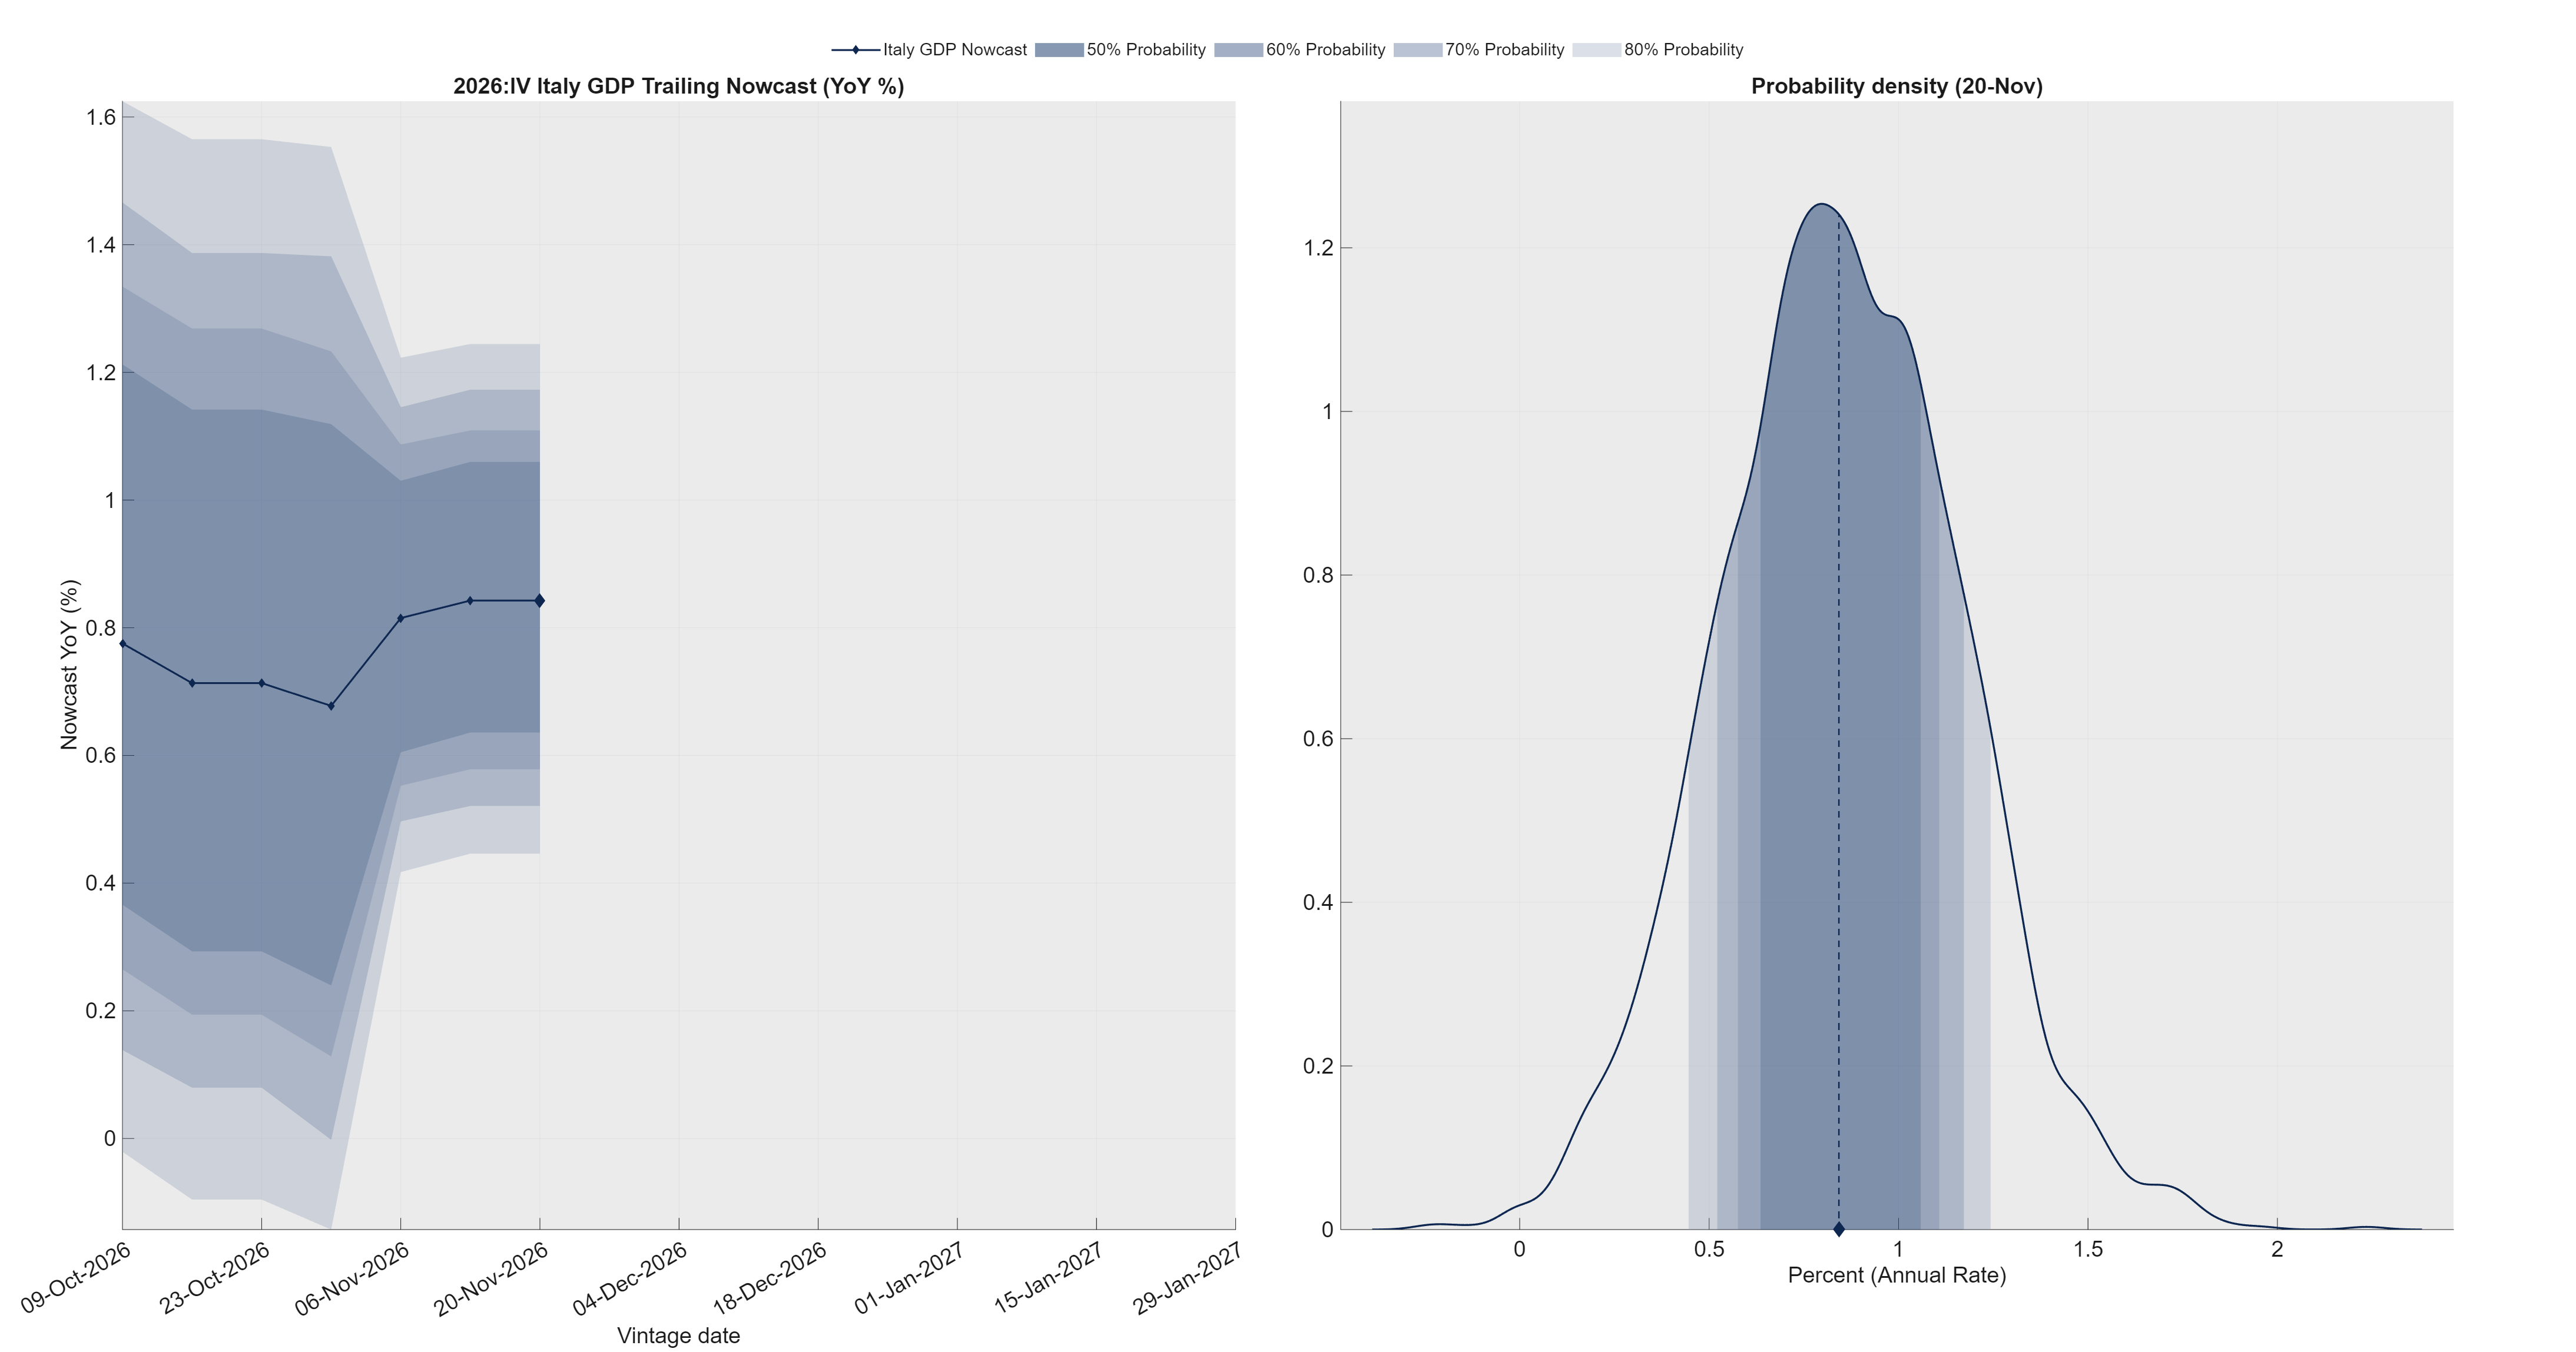 Italy GDP Nowcast 50% Probability 60% Probability 70% Probability 80% Probability
2026:IV Italy GDP Trailing Nowcast (YoY %)
Nowcast YoY (%)
1.6
1.4
1.2
1
0.8
0.6
0.4
0.2
0
09-Oct-2026 23-Oct-2026 06-Nov-2026 20-Nov-2026 04-Dec-2026 18-Dec-2026 01-Jan-2027 15-Jan-2027 29-Jan-2027
Vintage date
Probability density (20-Nov)
1.2
1
0.8
0.6
0.4
0.2
0
0 0.5 1 1.5 2
Percent (Annual Rate)